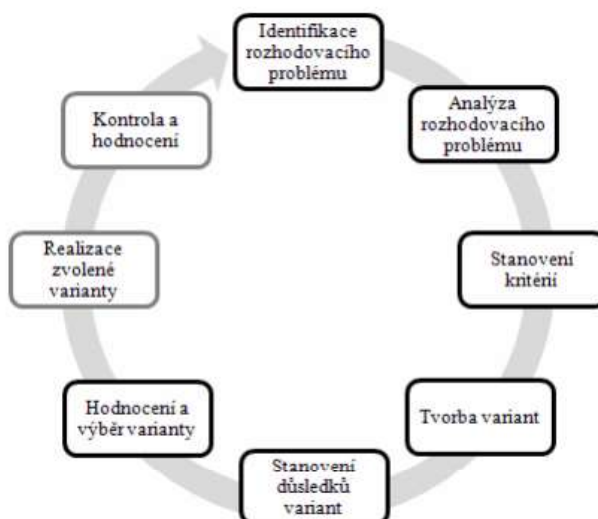 Identifikace
rozhodovacího
problému
Analýza
rozhodovacího
problému
Stanovení
kritérií
Tvorba variant
Stanovení
důsledků
variant
Hodnocení a
výběr varianty
Realizace
zvolené
varianty
Kontrola a
hodnocení